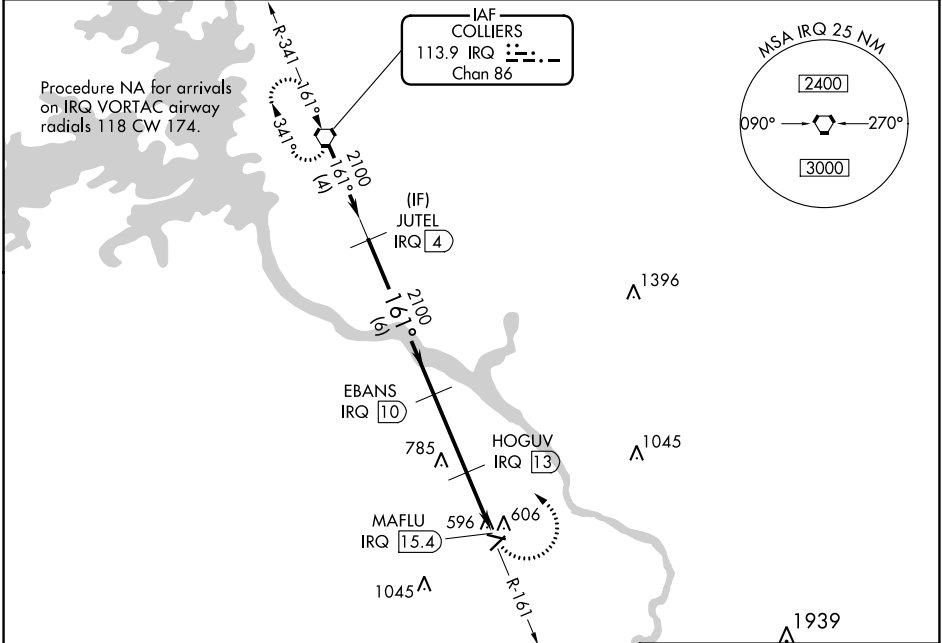 IAF
COLLIERS
113.9 IRQ
Chan 86
Procedure NA for arrivals
on IRQ VORTAC airway
radials 118 CW 174.
MSA IRQ 25 NM
2400
090°
270°
3000
R-341
161°
341°
2100
161°
(4)
(IF)
JUTEL
IRQ 4
2100
161°
(6)
1396
EBANS
IRQ 10
785
HOGUV
IRQ 13
1045
MAFLU
IRQ 15.4
596
606
1045
R-161
1939